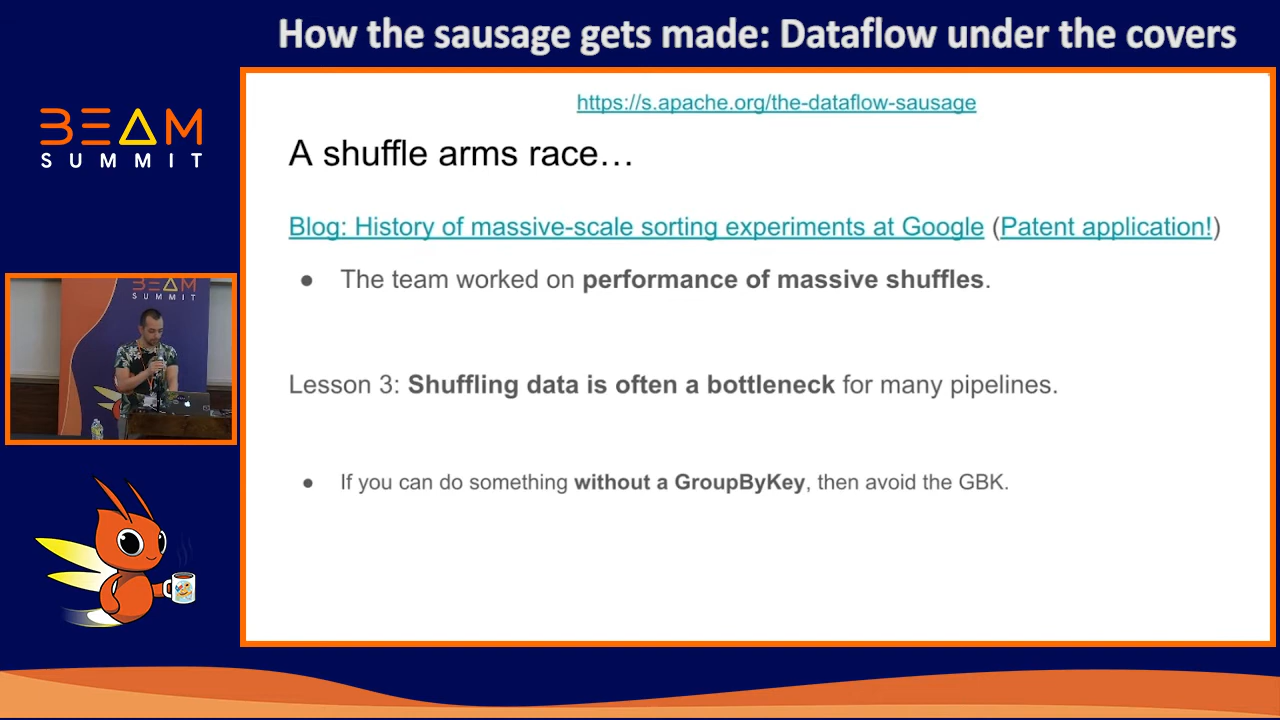 How the sausage gets made: Dataflow under the covers
BEAM
SUMMIT
https://s.apache.org/the-dataflow-sausage
A shuffle arms race…
Blog: History of massive-scale sorting experiments at Google (Patent application!)
● The team worked on performance of massive shuffles.
Lesson 3: Shuffling data is often a bottleneck for many pipelines.
● If you can do something without a GroupByKey, then avoid the GBK.
BEAM
SUMMIT